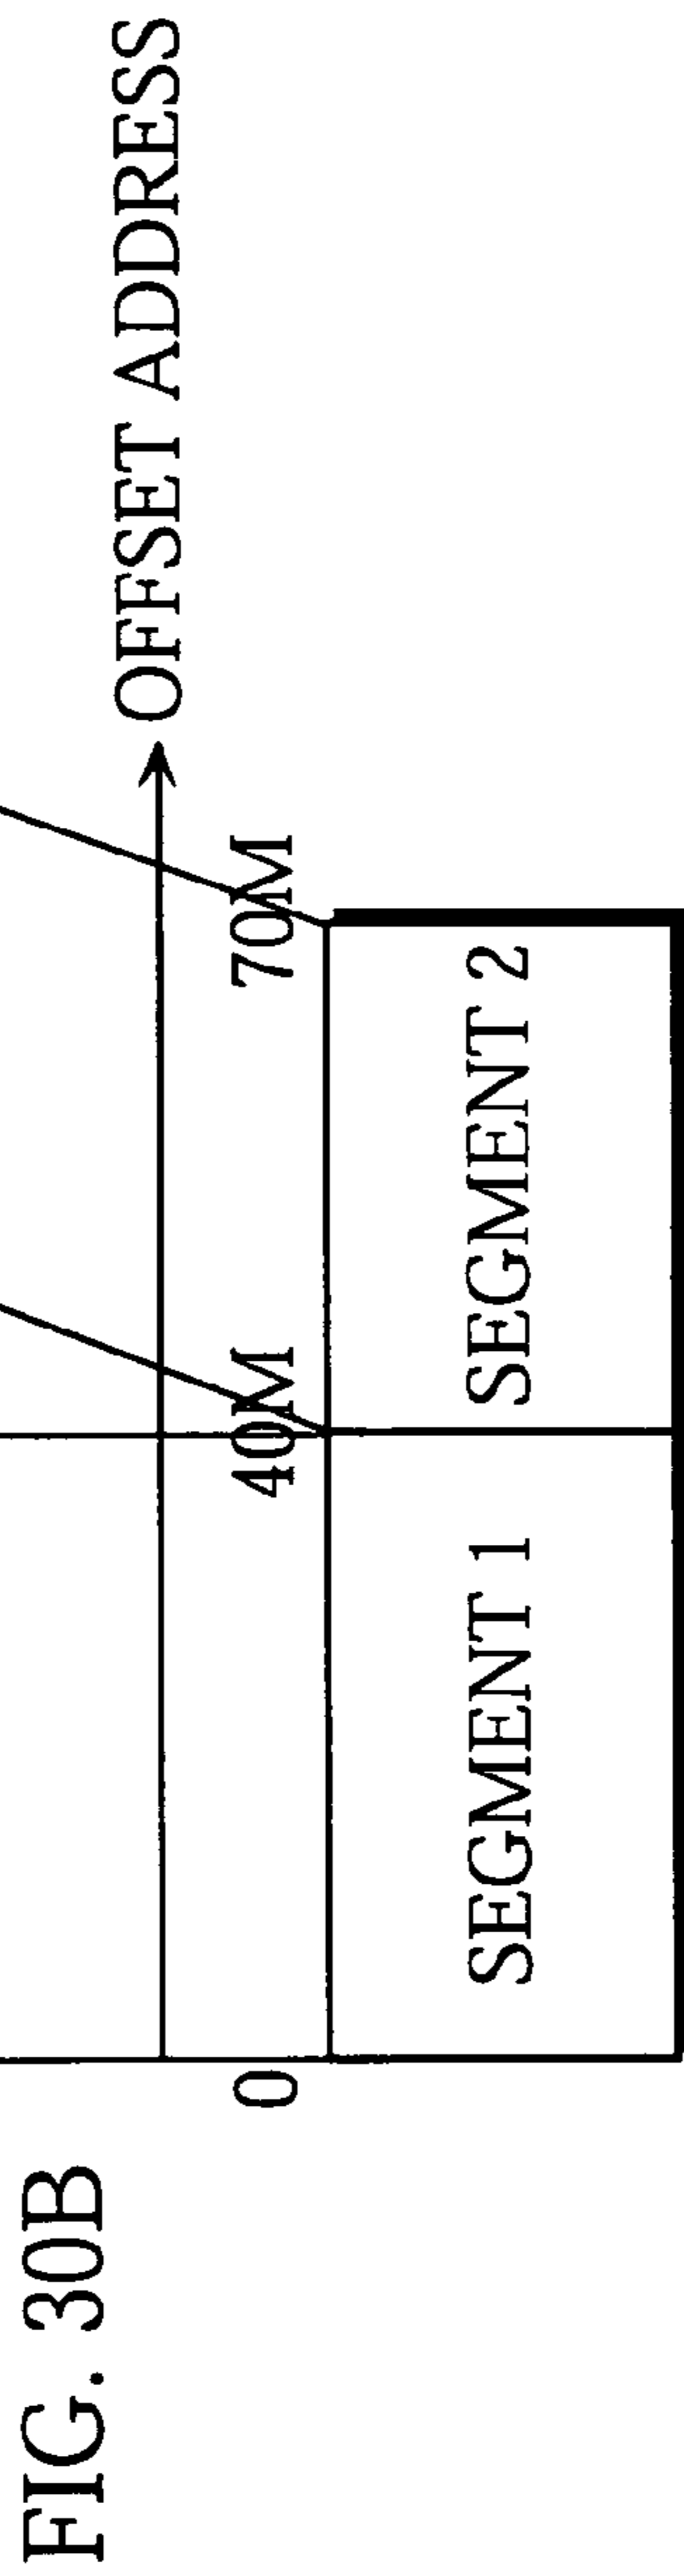 FIG. 30B
OFFSET ADDRESS
0
40M
70M
SEGMENT 1
SEGMENT 2